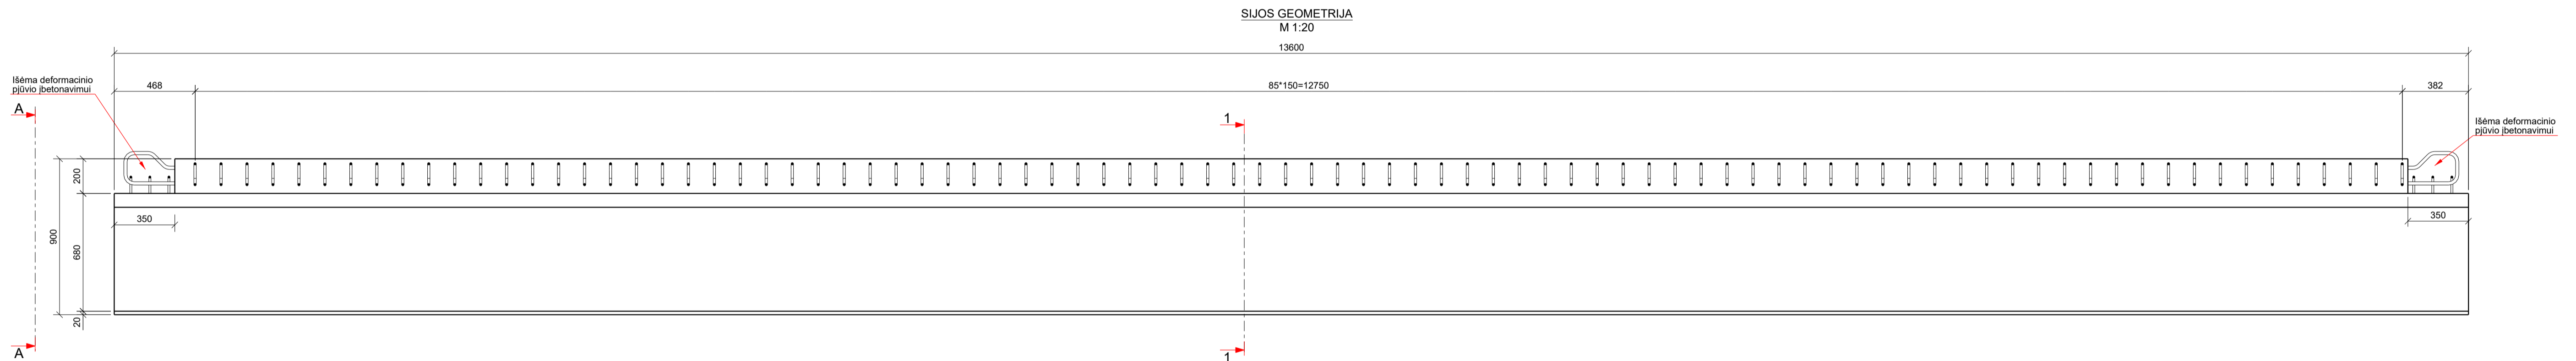 SIJOS GEOMETRIJA
M 1:20
13600
468
85*150=12750
382
Išėma deformacinio
pjūvio įbetonavimui
Išėma deformacinio
pjūvio įbetonavimui
A
1
200
350
350
900
680
20
A
1